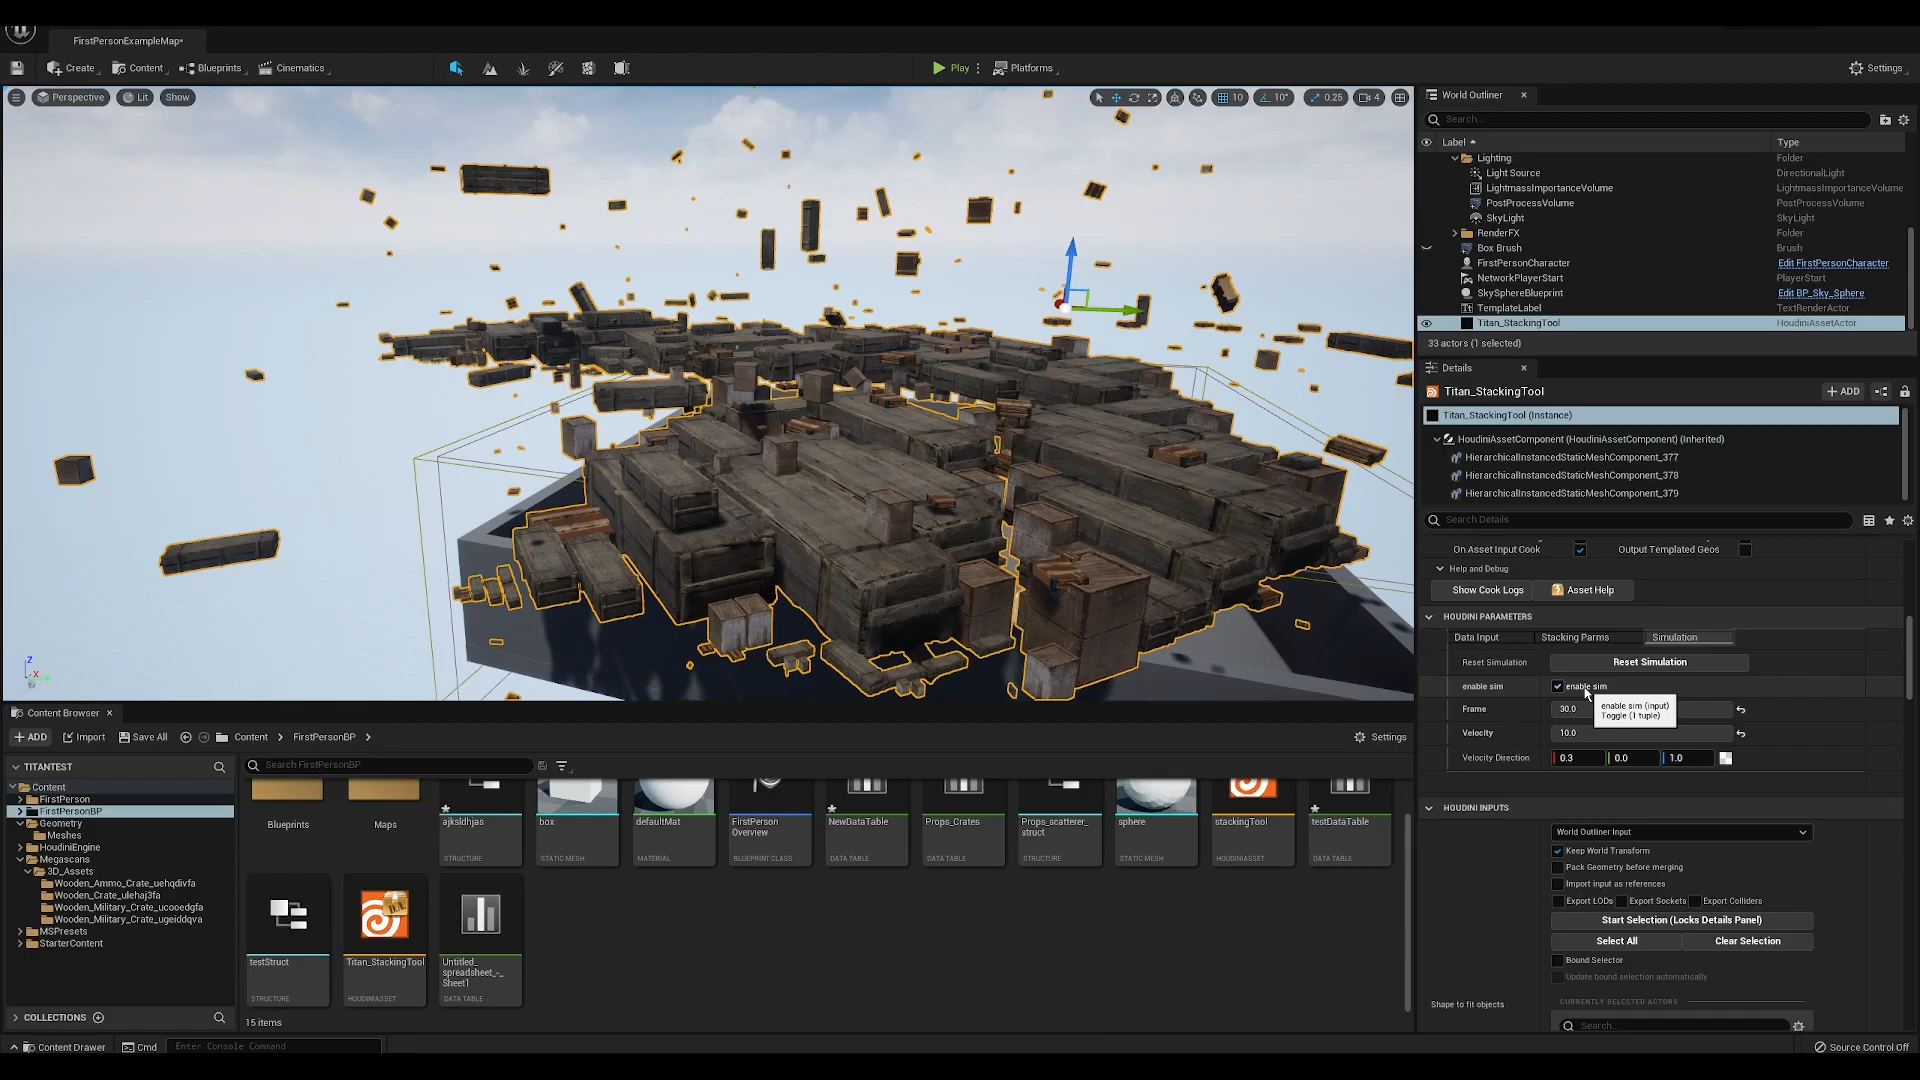 FirstPersonExampleMap•
Create Content Blueprints Cinematics Play Platforms Settings
Perspective Lit Show 10 10° 0.25 4
World Outliner
Search...
Label Type
Lighting Folder
Light Source DirectionalLight
LightmassImportanceVolume LightmassImportanceVolume
PostProcessVolume PostProcessVolume
SkyLight SkyLight
RenderFX Folder
Box Brush Brush
FirstPersonCharacter Edit FirstPersonCharacter
NetworkPlayerStart PlayerStart
SkySphereBlueprint Edit BP_Sky_Sphere
TemplateLabel TextRenderActor
Titan_StackingTool HoudiniAssetActor
33 actors (1 selected)
Details
Titan_StackingTool ADD
Titan_StackingTool (Instance)
HoudiniAssetComponent (HoudiniAssetComponent) (Inherited)
HierarchicalInstancedStaticMeshComponent_377
HierarchicalInstancedStaticMeshComponent_378
HierarchicalInstancedStaticMeshComponent_379
Search Details
On Asset Input Cook Output Templated Geos
Help and Debug
Show Cook Logs Asset Help
HOUDINI PARAMETERS
Data Input Stacking Parms Simulation
Reset Simulation Reset Simulation
enable sim enable sim
enable sim (input)
Toggle (1 tuple)
Frame 30.0
Velocity 10.0
Velocity Direction 0.3 0.0 1.0
HOUDINI INPUTS
World Outliner Input
Keep World Transform
Pack Geometry before merging
Import input as references
Export LODs Export Sockets Export Colliders
Start Selection (Locks Details Panel)
Select All Clear Selection
Bound Selector
Update bound selection automatically
Shape to fit objects CURRENTLY SELECTED ACTORS
Search...
Z
X
Content Browser
ADD Import Save All Content FirstPersonBP Settings
TITANTEST
Content
FirstPerson
FirstPersonBP
Geometry
Meshes
HoudiniEngine
Megascans
3D_Assets
Wooden_Ammo_Crate_uehqdivfa
Wooden_Crate_ulehaj3fa
Wooden_Military_Crate_ucooedgfa
Wooden_Military_Crate_ugeiddqva
MSPresets
StarterContent
COLLECTIONS
Search FirstPersonBP
Blueprints
Maps
ajksldhjas
STRUCTURE
box
STATIC MESH
defaultMat
MATERIAL
FirstPerson
Overview
BLUEPRINT CLASS
NewDataTable
DATA TABLE
Props_Crates
DATA TABLE
Props_scatterer_
struct
STRUCTURE
sphere
STATIC MESH
stackingTool
HOUDINIASSET
testDataTable
DATA TABLE
testStruct
STRUCTURE
Titan_StackingTool
HOUDINIASSET
Untitled_
spreadsheet_-_
Sheet1
DATA TABLE
15 items
Content Drawer Cmd Enter Console Command Source Control Off